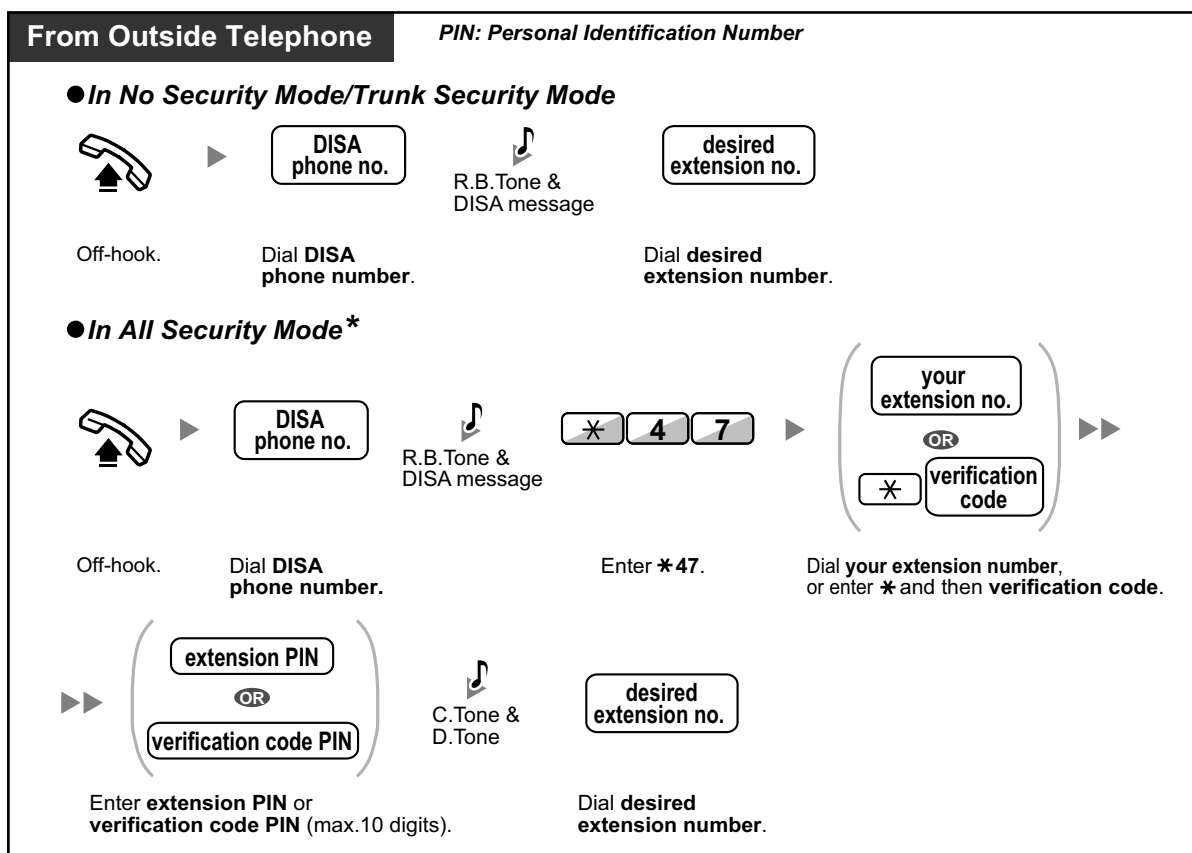 From Outside Telephone
PIN: Personal Identification Number
●In No Security Mode/Trunk Security Mode
DISA
phone no.
R.B.Tone &
DISA message
desired
extension no.
Off-hook.
Dial DISA
phone number.
Dial desired
extension number.
●In All Security Mode*
DISA
phone no.
R.B.Tone &
DISA message
* 4 7
your
extension no.
OR
* verification
code
Off-hook.
Dial DISA
phone number.
Enter *47.
Dial your extension number,
or enter * and then verification code.
extension PIN
OR
verification code PIN
C.Tone &
D.Tone
desired
extension no.
Enter extension PIN or
verification code PIN (max.10 digits).
Dial desired
extension number.